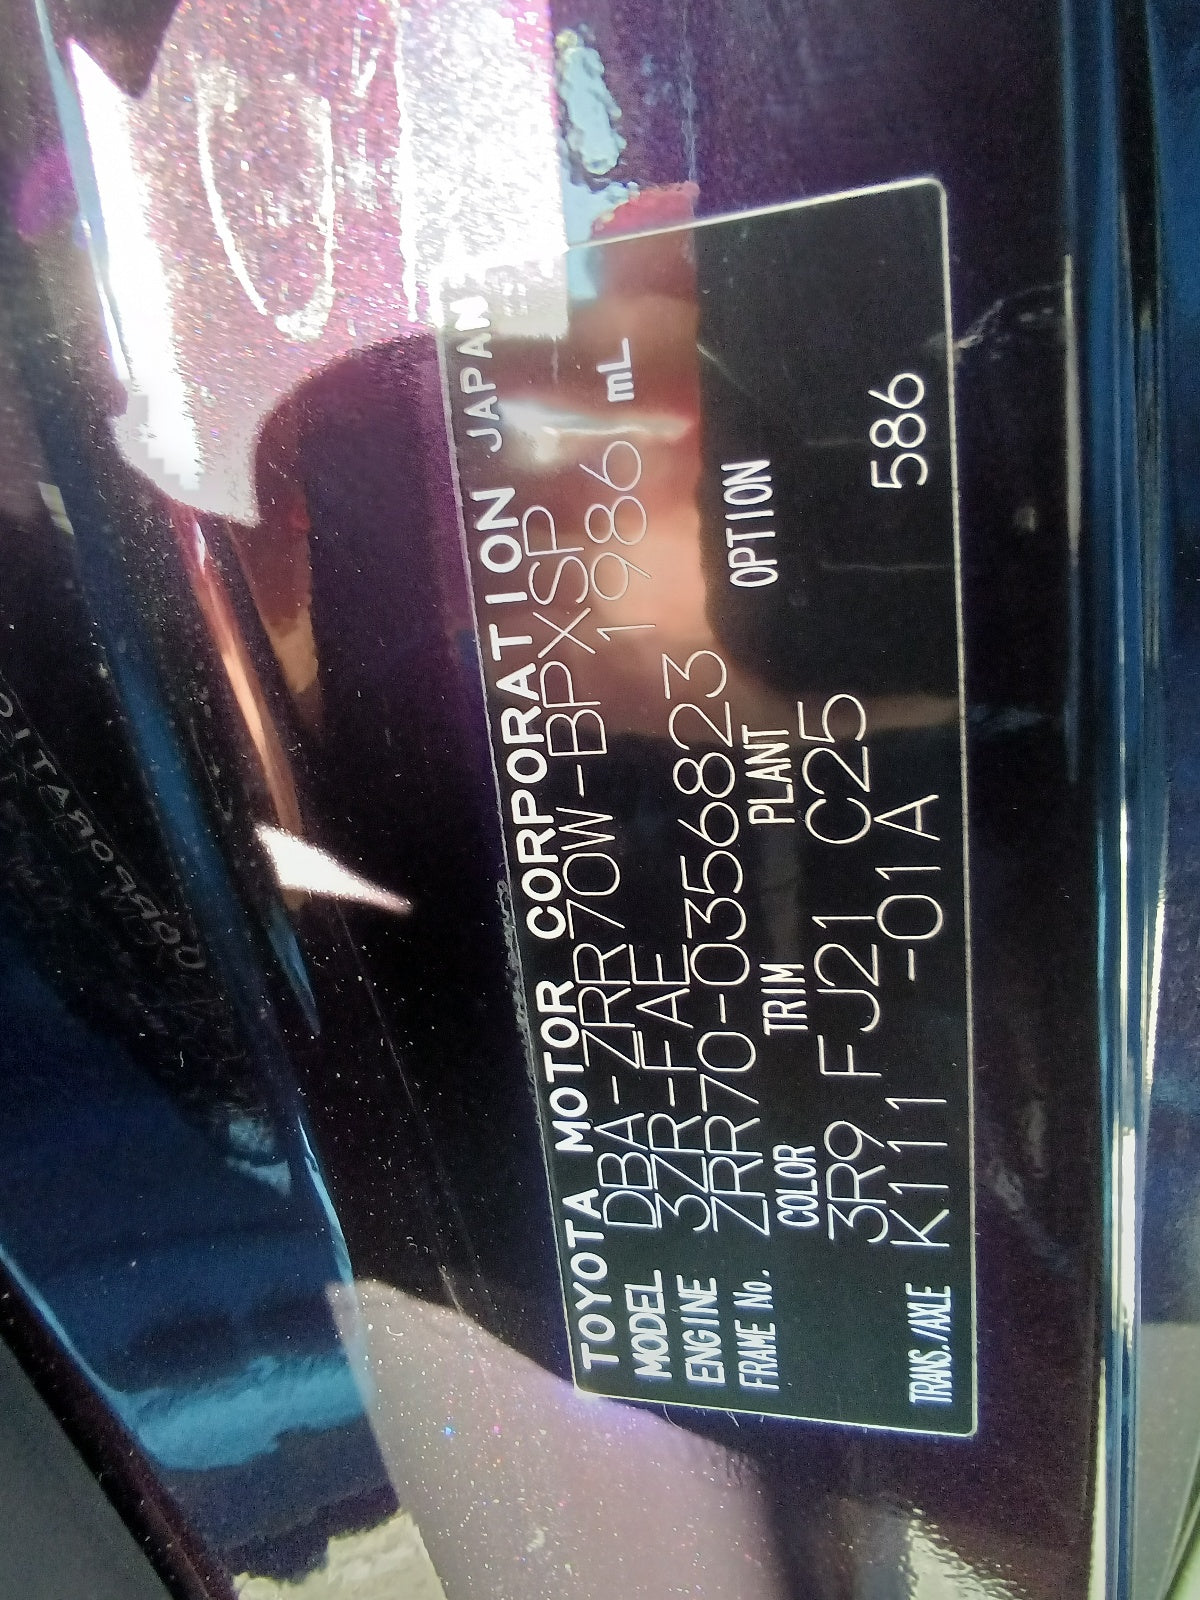 TOYOTA MOTOR CORPORATION JAPAN
MODEL DBA-ZRR70W-BPXSP
ENGINE 3ZR-FAE 1986 mL
FRAME No. ZRR70-0356823
COLOR TRIM PLANT OPTION
3R9 FJ21 C25
TRANS./AXLE K111 -01A 586